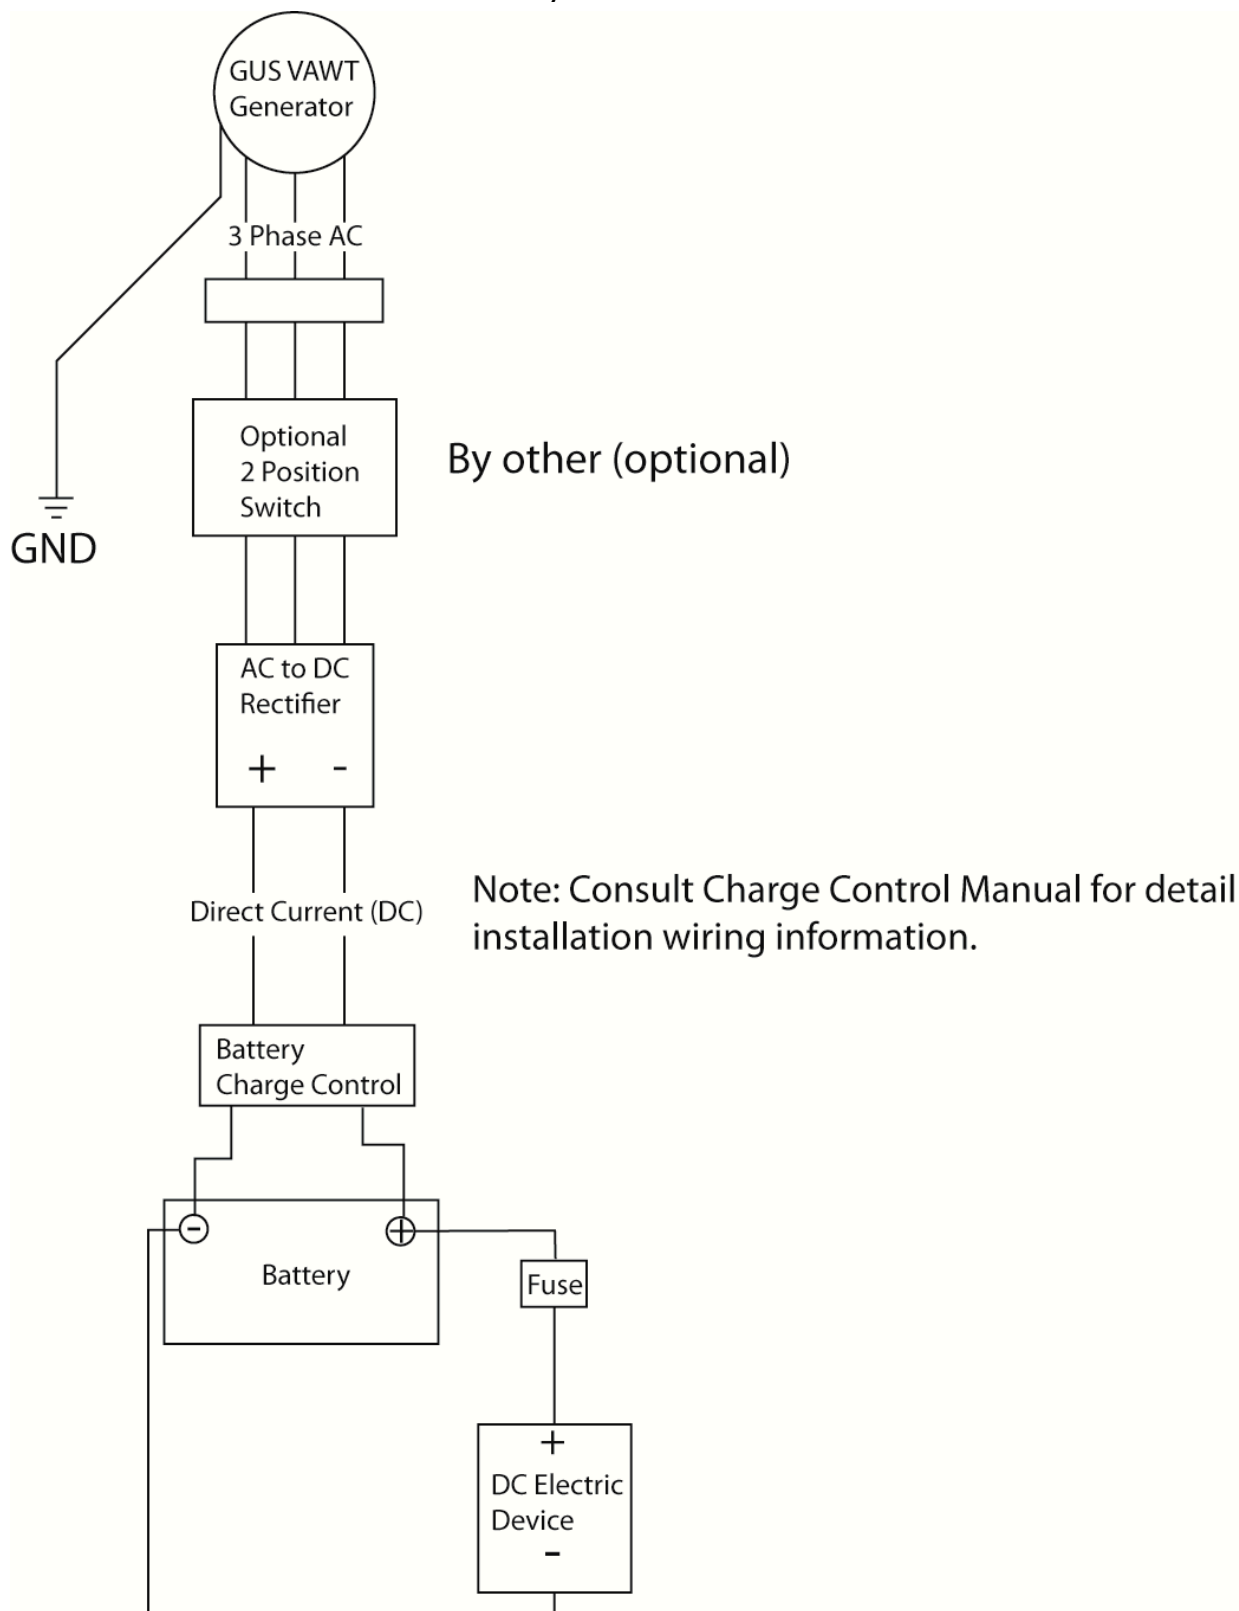 GUS VAWT
Generator
3 Phase AC
Optional
2 Position
Switch
By other (optional)
GND
AC to DC
Rectifier
+ -
Direct Current (DC)
Note: Consult Charge Control Manual for detail
installation wiring information.
Battery
Charge Control
- +
Battery
Fuse
+
DC Electric
Device
-